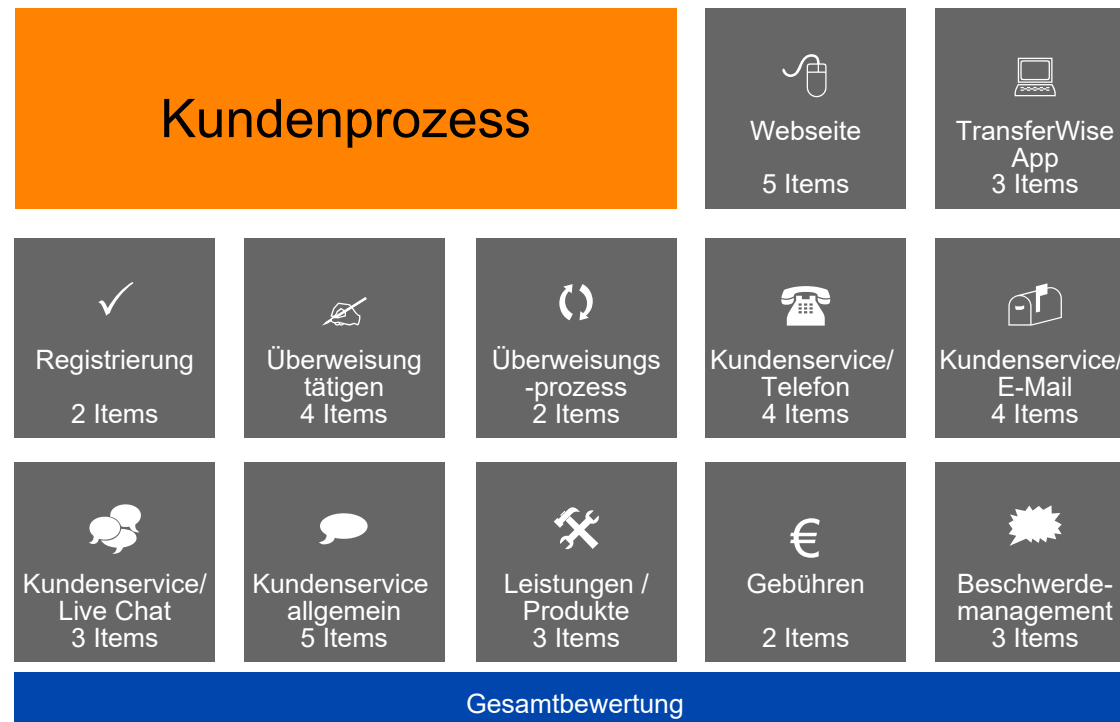 Kundenprozess
Webseite
5 Items
TransferWise
App
3 Items
Registrierung
2 Items
Überweisung
tätigen
4 Items
Überweisungs
-prozess
2 Items
Kundenservice/
Telefon
4 Items
Kundenservice/
E-Mail
4 Items
Kundenservice/
Live Chat
3 Items
Kundenservice
allgemein
5 Items
Leistungen /
Produkte
3 Items
€
Gebühren
2 Items
Beschwerde-
management
3 Items
Gesamtbewertung